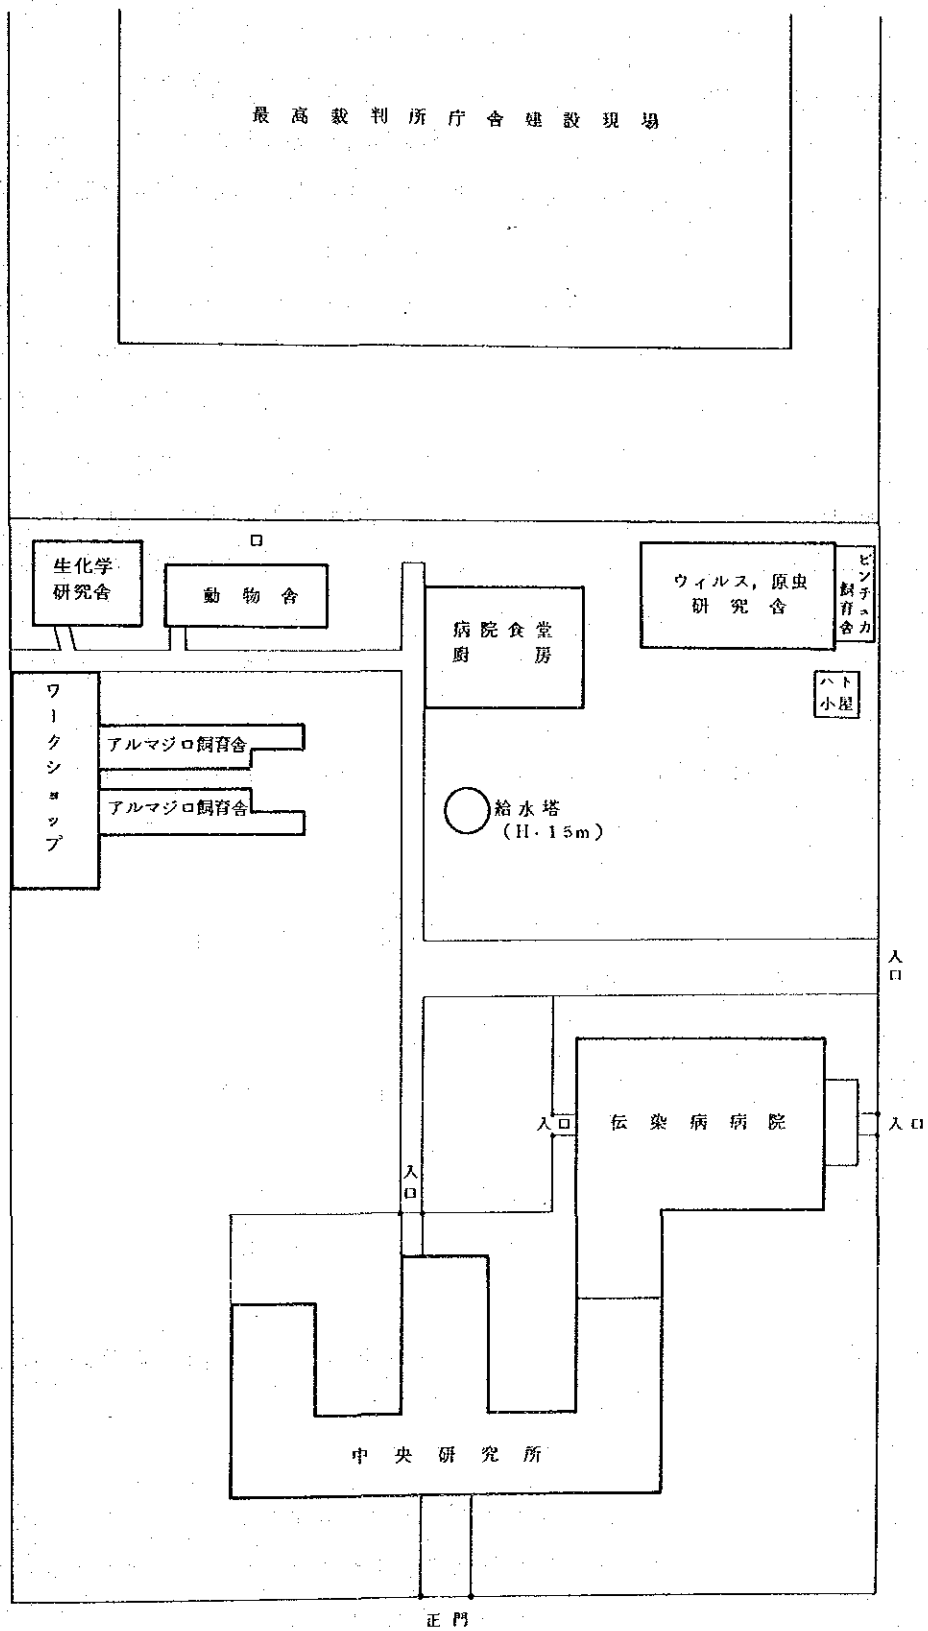 最高裁判所庁舎建設現場
生化学
研究舎
動物舎
病院食堂
厨房
ウィルス,原虫
研究舎
ビンチュカ
飼育舎
ハト
小屋
ワークショップ
アルマジロ飼育舎
アルマジロ飼育舎
給水塔
(H・15m)
入口
伝染病病院
入口
入口
入口
中央研究所
正門